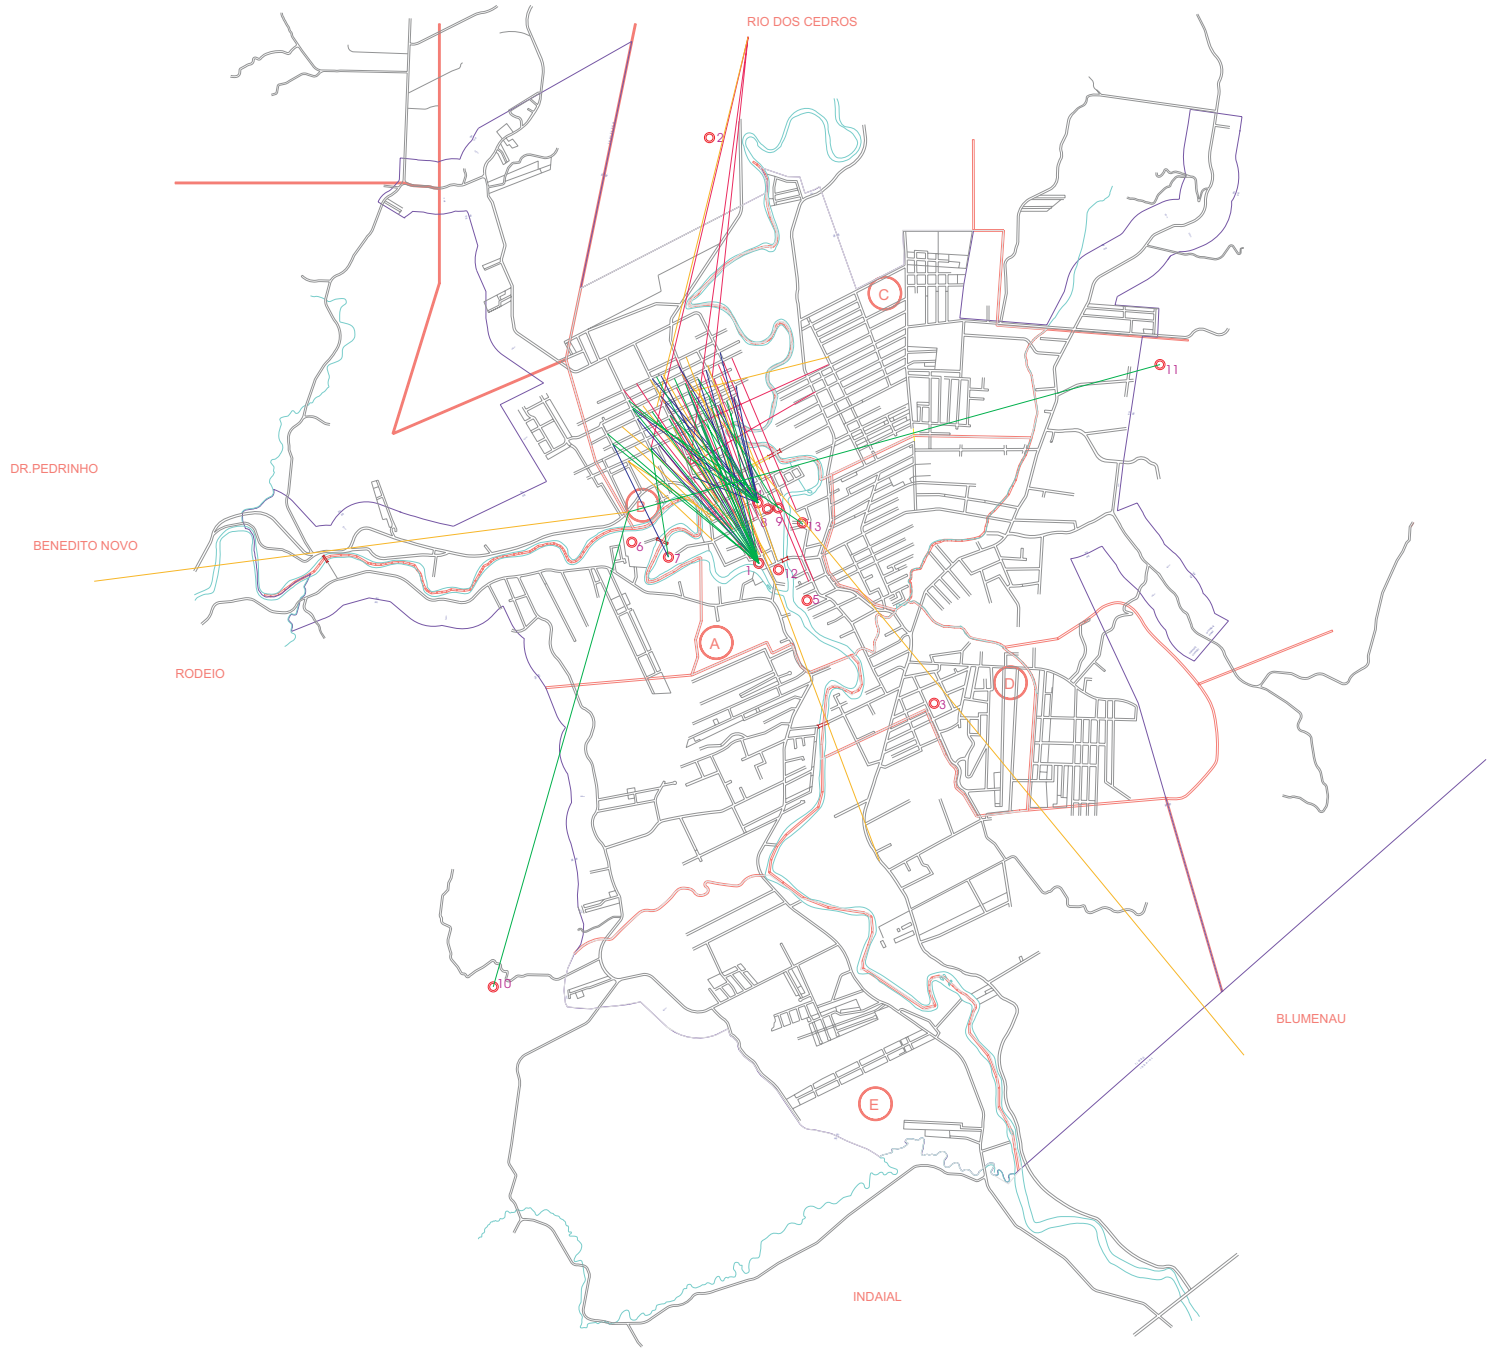 RIO DOS CEDROS
2
C
11
DR.PEDRINHO
B
8
9
13
BENEDITO NOVO
6
7
1
12
5
A
RODEIO
D
3
10
BLUMENAU
E
INDAIAL